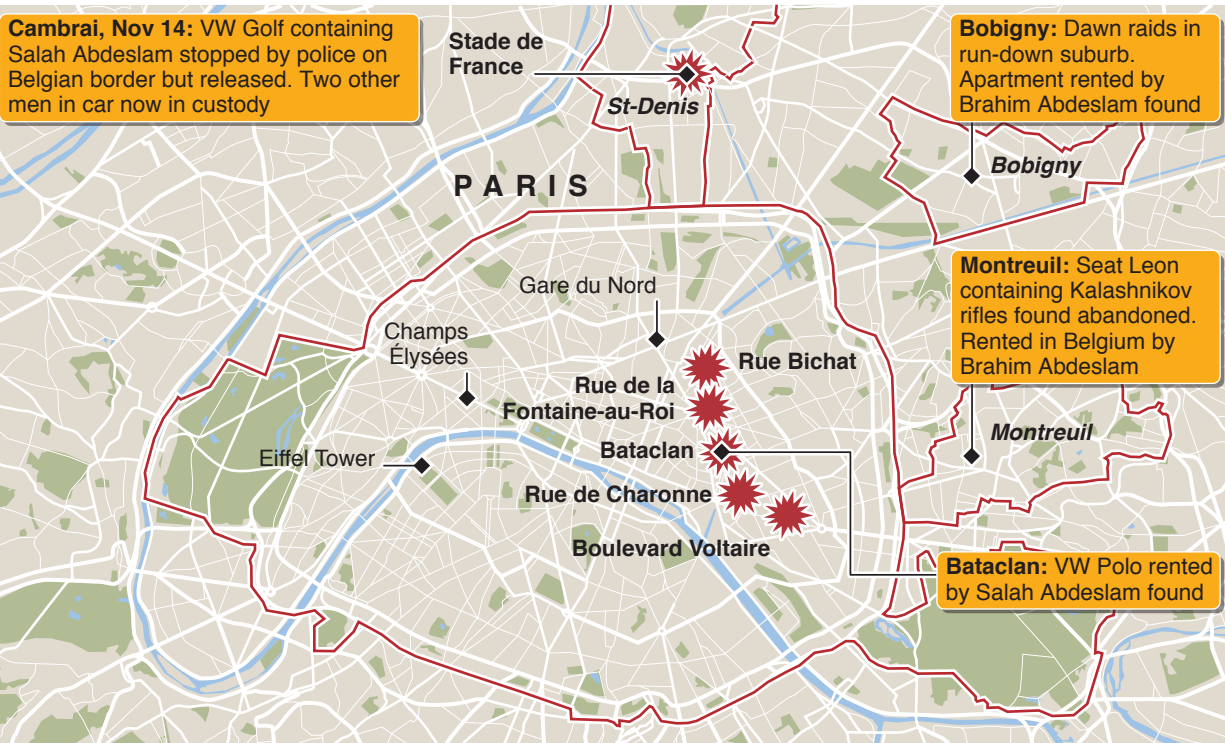 Cambrai, Nov 14: VW Golf containing
Salah Abdeslam stopped by police on
Belgian border but released. Two other
men in car now in custody
Stade de
France
St-Denis
Bobigny: Dawn raids in
run-down suburb.
Apartment rented by
Brahim Abdeslam found
Bobigny
PARIS
Montreuil: Seat Leon
containing Kalashnikov
rifles found abandoned.
Rented in Belgium by
Brahim Abdeslam
Montreuil
Gare du Nord
Champs
Élysées
Rue Bichat
Rue de la
Fontaine-au-Roi
Bataclan
Eiffel Tower
Rue de Charonne
Boulevard Voltaire
Bataclan: VW Polo rented
by Salah Abdeslam found